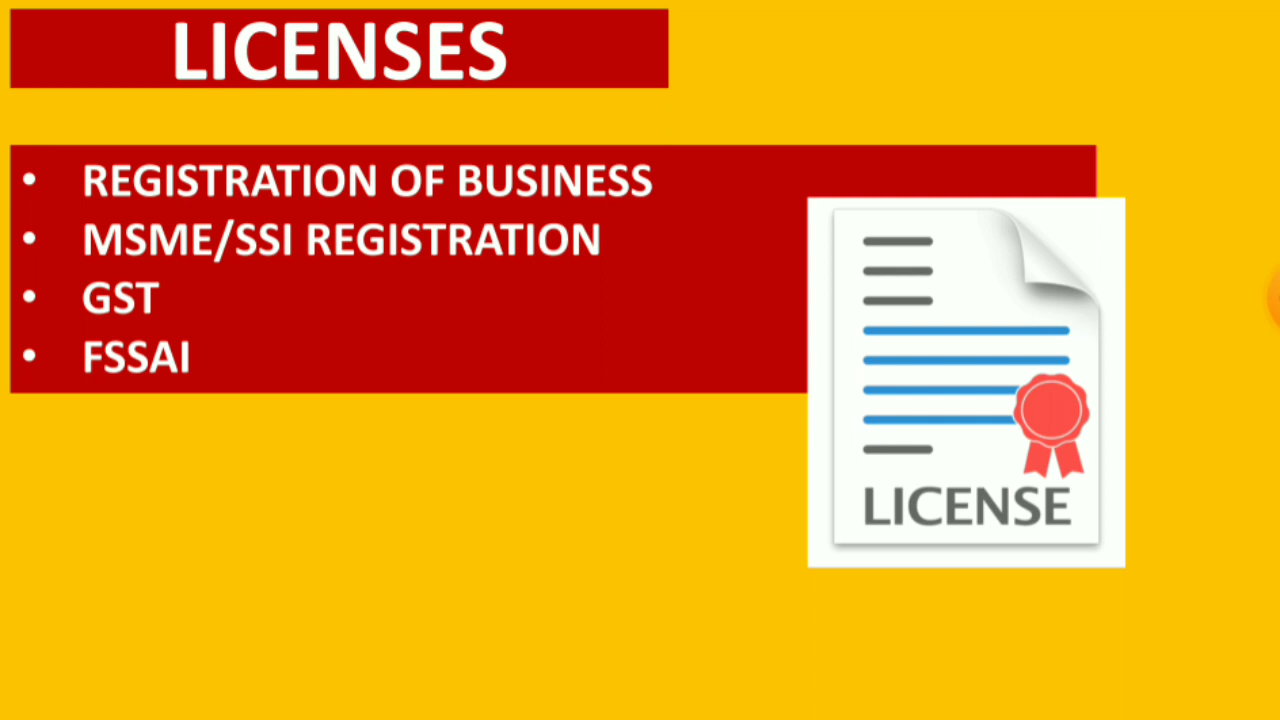 LICENSES
• REGISTRATION OF BUSINESS
• MSME/SSI REGISTRATION
• GST
• FSSAI
LICENSE